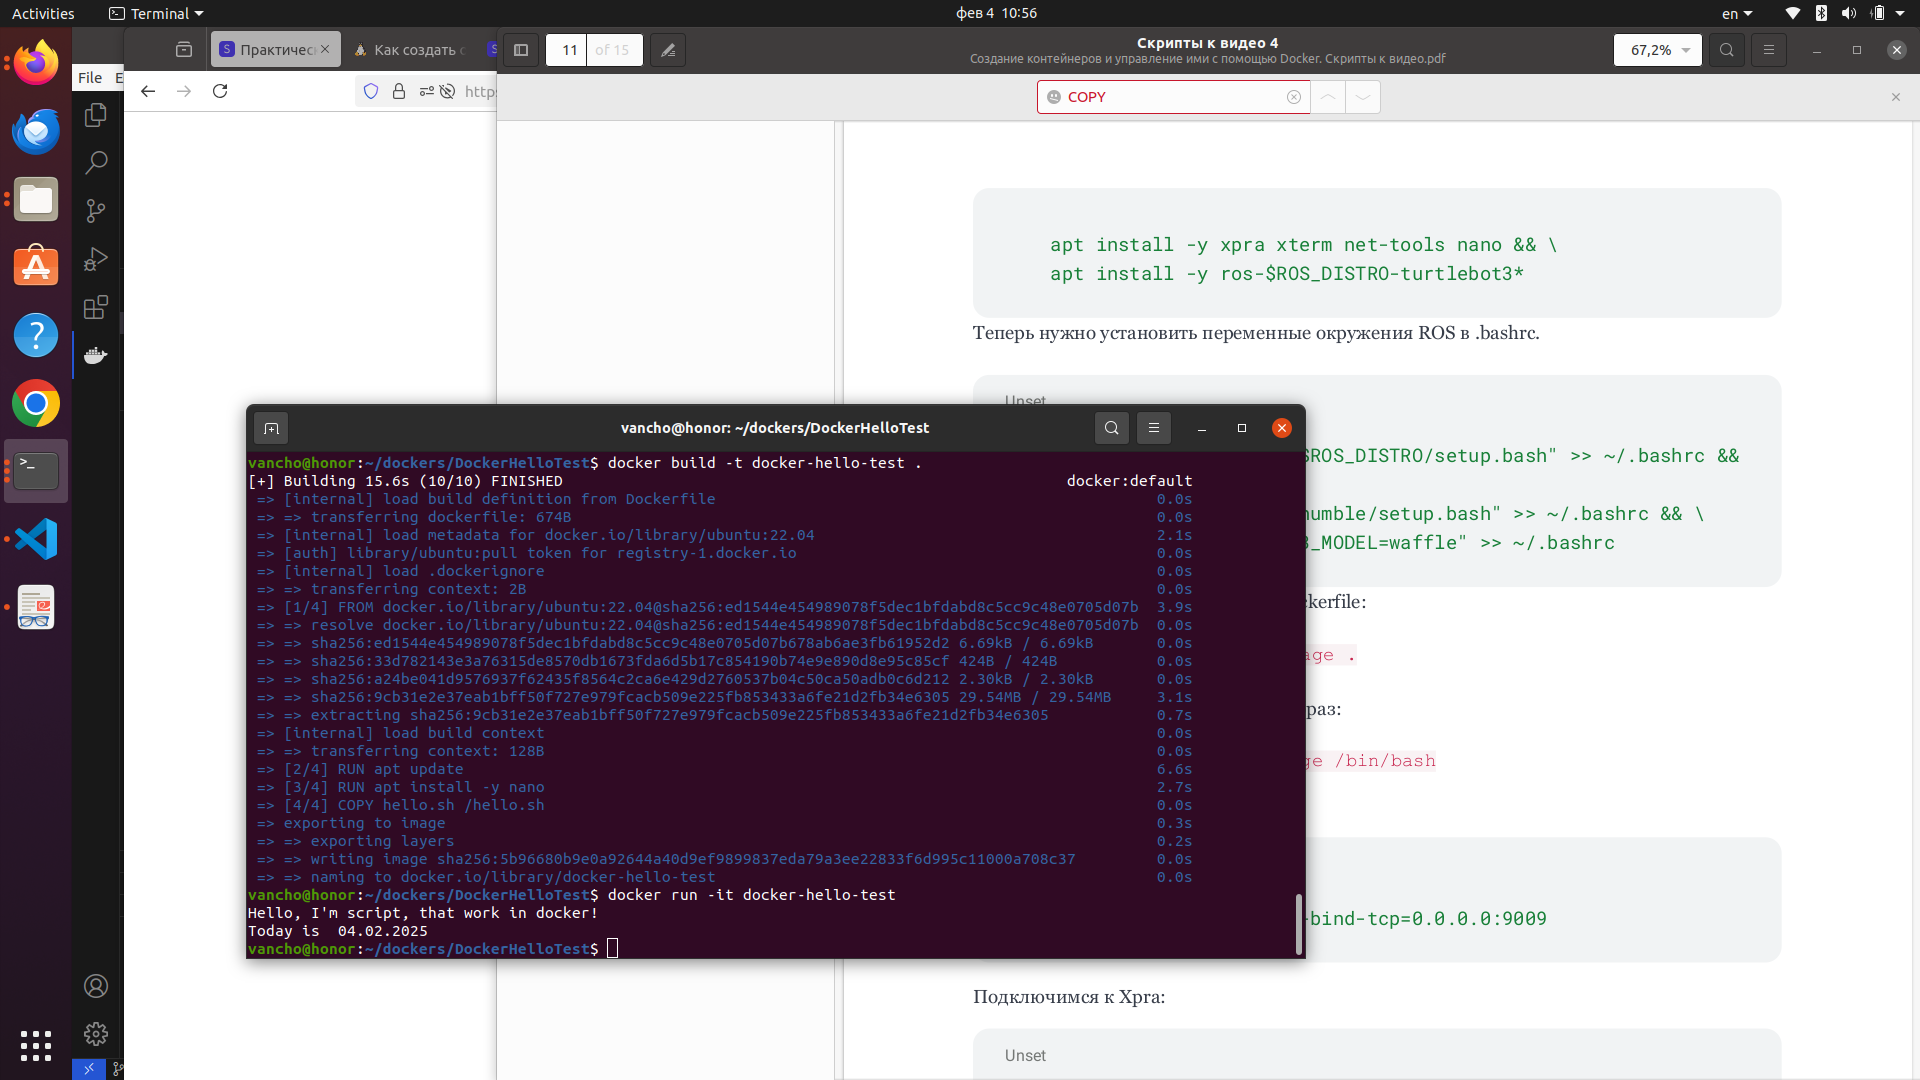 Activities
Terminal
фев 4 10:56
en
Практичес
Как создать
Скрипты к видео 4
Создание контейнеров и управление ими с помощью Docker. Скрипты к видео.pdf
11 of 15
67,2%
File E
https
COPY
apt install -y xpra xterm net-tools nano && \
apt install -y ros-$ROS_DISTRO-turtlebot3*
Теперь нужно установить переменные окружения ROS в .bashrc.
Unset
$ROS_DISTRO/setup.bash" >> ~/.bashrc &&
humble/setup.bash" >> ~/.bashrc && \
3_MODEL=waffle" >> ~/.bashrc
ckerfile:
age .
раз:
ge /bin/bash
-bind-tcp=0.0.0.0:9009
Подключимся к Xpra:
Unset
vancho@honor: ~/dockers/DockerHelloTest
vancho@honor:~/dockers/DockerHelloTest$ docker build -t docker-hello-test .
[+] Building 15.6s (10/10) FINISHED docker:default
=> [internal] load build definition from Dockerfile 0.0s
=> => transferring dockerfile: 674B 0.0s
=> [internal] load metadata for docker.io/library/ubuntu:22.04 2.1s
=> [auth] library/ubuntu:pull token for registry-1.docker.io 0.0s
=> [internal] load .dockerignore 0.0s
=> => transferring context: 2B 0.0s
=> [1/4] FROM docker.io/library/ubuntu:22.04@sha256:ed1544e454989078f5dec1bfdabd8c5cc9c48e0705d07b 3.9s
=> => resolve docker.io/library/ubuntu:22.04@sha256:ed1544e454989078f5dec1bfdabd8c5cc9c48e0705d07b 0.0s
=> => sha256:ed1544e454989078f5dec1bfdabd8c5cc9c48e0705d07b678ab6ae3fb61952d2 6.69kB / 6.69kB 0.0s
=> => sha256:33d782143e3a76315de8570db1673fda6d5b17c854190b74e9e890d8e95c85cf 424B / 424B 0.0s
=> => sha256:a24be041d9576937f62435f8564c2ca6e429d2760537b04c50ca50adb0c6d212 2.30kB / 2.30kB 0.0s
=> => sha256:9cb31e2e37eab1bff50f727e979fcacb509e225fb853433a6fe21d2fb34e6305 29.54MB / 29.54MB 3.1s
=> => extracting sha256:9cb31e2e37eab1bff50f727e979fcacb509e225fb853433a6fe21d2fb34e6305 0.7s
=> [internal] load build context 0.0s
=> => transferring context: 128B 0.0s
=> [2/4] RUN apt update 6.6s
=> [3/4] RUN apt install -y nano 2.7s
=> [4/4] COPY hello.sh /hello.sh 0.0s
=> exporting to image 0.3s
=> => exporting layers 0.2s
=> => writing image sha256:5b96680b9e0a92644a40d9ef9899837eda79a3ee22833f6d995c11000a708c37 0.0s
=> => naming to docker.io/library/docker-hello-test 0.0s
vancho@honor:~/dockers/DockerHelloTest$ docker run -it docker-hello-test
Hello, I'm script, that work in docker!
Today is  04.02.2025
vancho@honor:~/dockers/DockerHelloTest$